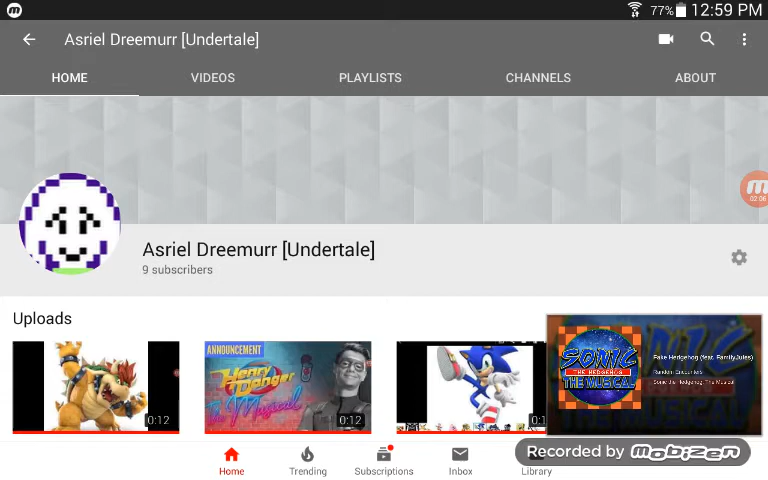 77% 12:59 PM
Asriel Dreemurr [Undertale]
HOME VIDEOS PLAYLISTS CHANNELS ABOUT
02:06
Asriel Dreemurr [Undertale]
9 subscribers
Uploads
ANNOUNCEMENT
Henry Danger
The Musical
0:12
0:12
SONIC
THE HEDGEHOG
THE MUSICAL
Fake Hedgehog (feat. FamilyJules)
Random Encounters
Sonic the Hedgehog: The Musical
Recorded by mobizen
Home Trending Subscriptions Inbox Library